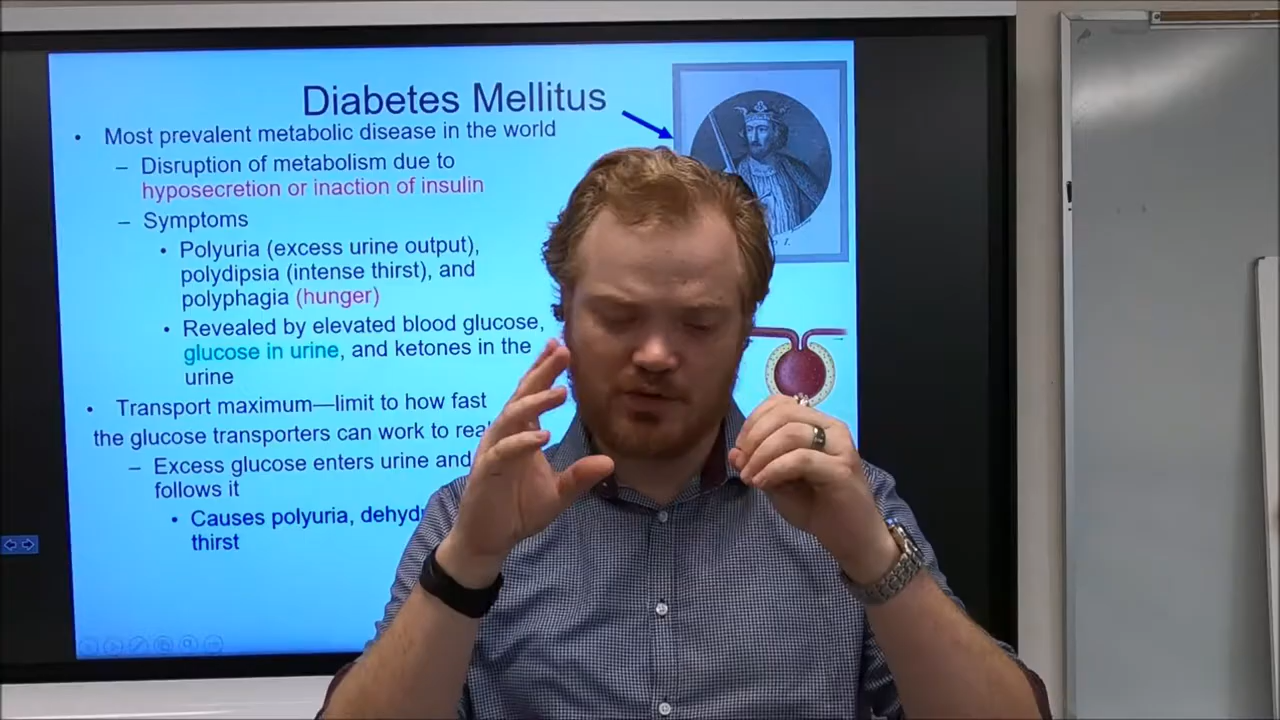 Diabetes Mellitus
• Most prevalent metabolic disease in the world
– Disruption of metabolism due to
hyposecretion or inaction of insulin
– Symptoms
• Polyuria (excess urine output),
polydipsia (intense thirst), and
polyphagia (hunger)
• Revealed by elevated blood glucose,
glucose in urine, and ketones in the
urine
• Transport maximum—limit to how fast
the glucose transporters can work to
– Excess glucose enters urine and
follows it
• Causes polyuria,
thirst